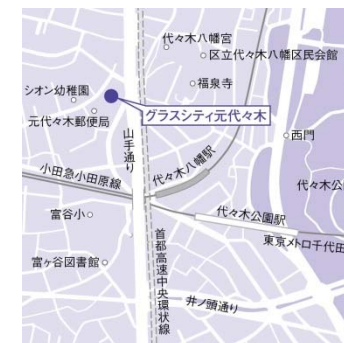 代々木八幡宮
区立代々木八幡区民会館
福泉寺
シオン幼稚園
グラスシティ元代々木
元代々木郵便局
山手通り
西門
代々木八幡駅
小田急小田原線
代々木公
富谷小
代々木公園駅
東京メトロ千代田
首都高速中央環状線
富ヶ谷図書館
井ノ頭通り